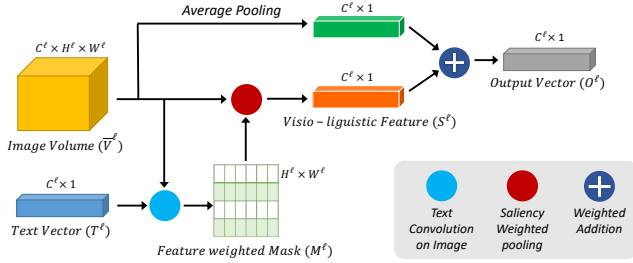 Average Pooling
C^ℓ × 1
C^ℓ × H^ℓ × W^ℓ
C^ℓ × 1
C^ℓ × 1
Output Vector (O^ℓ)
Visio – liguistic Feature (S^ℓ)
Image Volume (V̅^ℓ)
H^ℓ × W^ℓ
C^ℓ × 1
Text Vector (T^ℓ)
Feature weighted Mask (M^ℓ)
Text
Convolution
on Image
Saliency
Weighted
pooling
Weighted
Addition